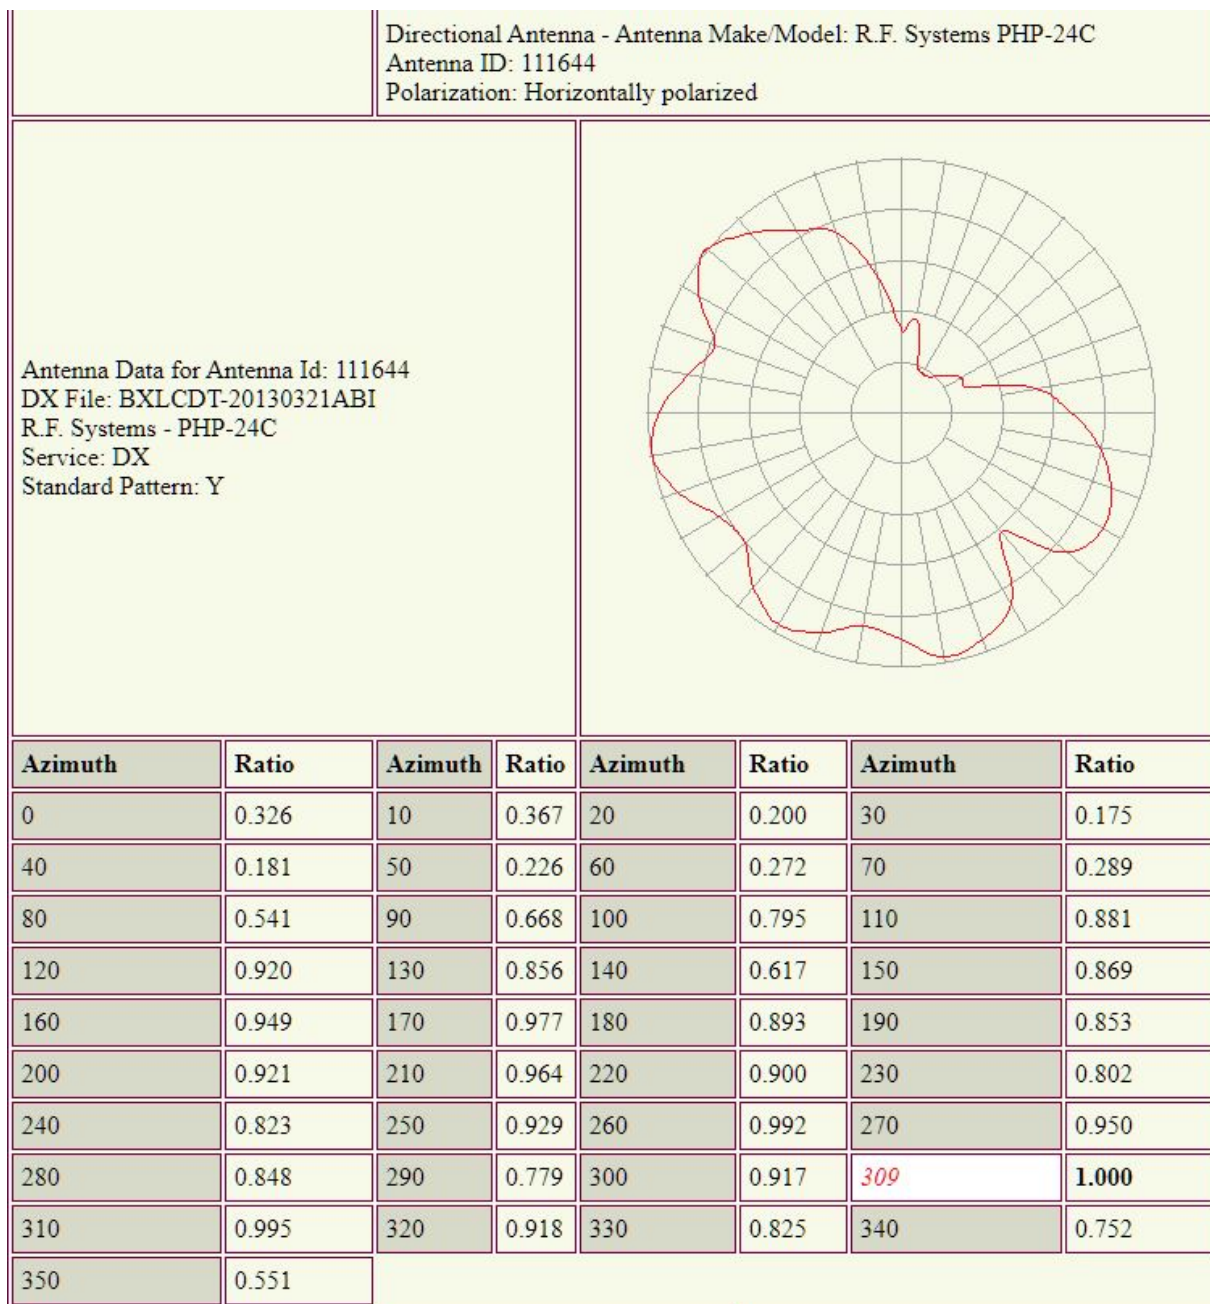 Directional Antenna - Antenna Make/Model: R.F. Systems PHP-24C
Antenna ID: 111644
Polarization: Horizontally polarized
Antenna Data for Antenna Id: 111644
DX File: BXLCDT-20130321ABI
R.F. Systems - PHP-24C
Service: DX
Standard Pattern: Y
Azimuth Ratio Azimuth Ratio Azimuth Ratio Azimuth Ratio
0 0.326 10 0.367 20 0.200 30 0.175
40 0.181 50 0.226 60 0.272 70 0.289
80 0.541 90 0.668 100 0.795 110 0.881
120 0.920 130 0.856 140 0.617 150 0.869
160 0.949 170 0.977 180 0.893 190 0.853
200 0.921 210 0.964 220 0.900 230 0.802
240 0.823 250 0.929 260 0.992 270 0.950
280 0.848 290 0.779 300 0.917 309 1.000
310 0.995 320 0.918 330 0.825 340 0.752
350 0.551